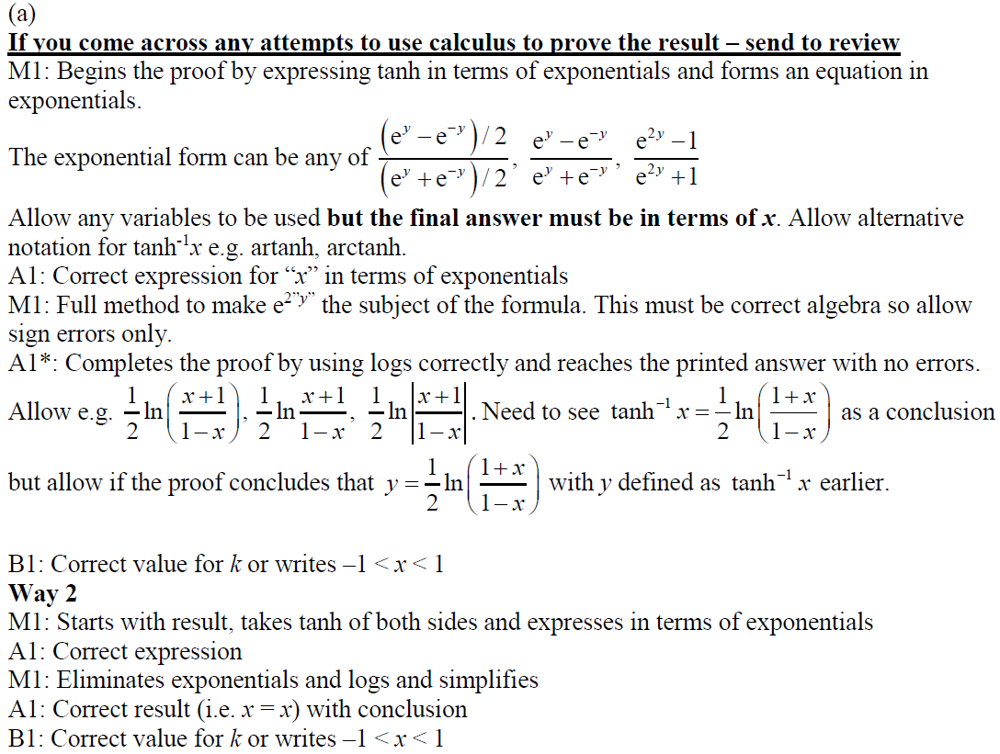 (a)
If you come across any attempts to use calculus to prove the result – send to review
M1: Begins the proof by expressing tanh in terms of exponentials and forms an equation in
exponentials.
The exponential form can be any of $\frac{(e^{y}-e^{-y})/2}{(e^{y}+e^{-y})/2}, \frac{e^{y}-e^{-y}}{e^{y}+e^{-y}}, \frac{e^{2y}-1}{e^{2y}+1}$
Allow any variables to be used but the final answer must be in terms of x. Allow alternative
notation for tanh⁻¹x e.g. artanh, arctanh.
A1: Correct expression for “x” in terms of exponentials
M1: Full method to make $e^{2“y”}$ the subject of the formula. This must be correct algebra so allow
sign errors only.
A1*: Completes the proof by using logs correctly and reaches the printed answer with no errors.
Allow e.g. $\frac{1}{2}\ln\left(\frac{x+1}{1-x}\right), \frac{1}{2}\ln\frac{x+1}{1-x}, \frac{1}{2}\ln\left|\frac{x+1}{1-x}\right|$. Need to see $\tanh^{-1}x=\frac{1}{2}\ln\left(\frac{1+x}{1-x}\right)$ as a conclusion
but allow if the proof concludes that $y=\frac{1}{2}\ln\left(\frac{1+x}{1-x}\right)$ with y defined as $\tanh^{-1}x$ earlier.
B1: Correct value for k or writes –1 < x < 1
Way 2
M1: Starts with result, takes tanh of both sides and expresses in terms of exponentials
A1: Correct expression
M1: Eliminates exponentials and logs and simplifies
A1: Correct result (i.e. x = x) with conclusion
B1: Correct value for k or writes –1 < x < 1